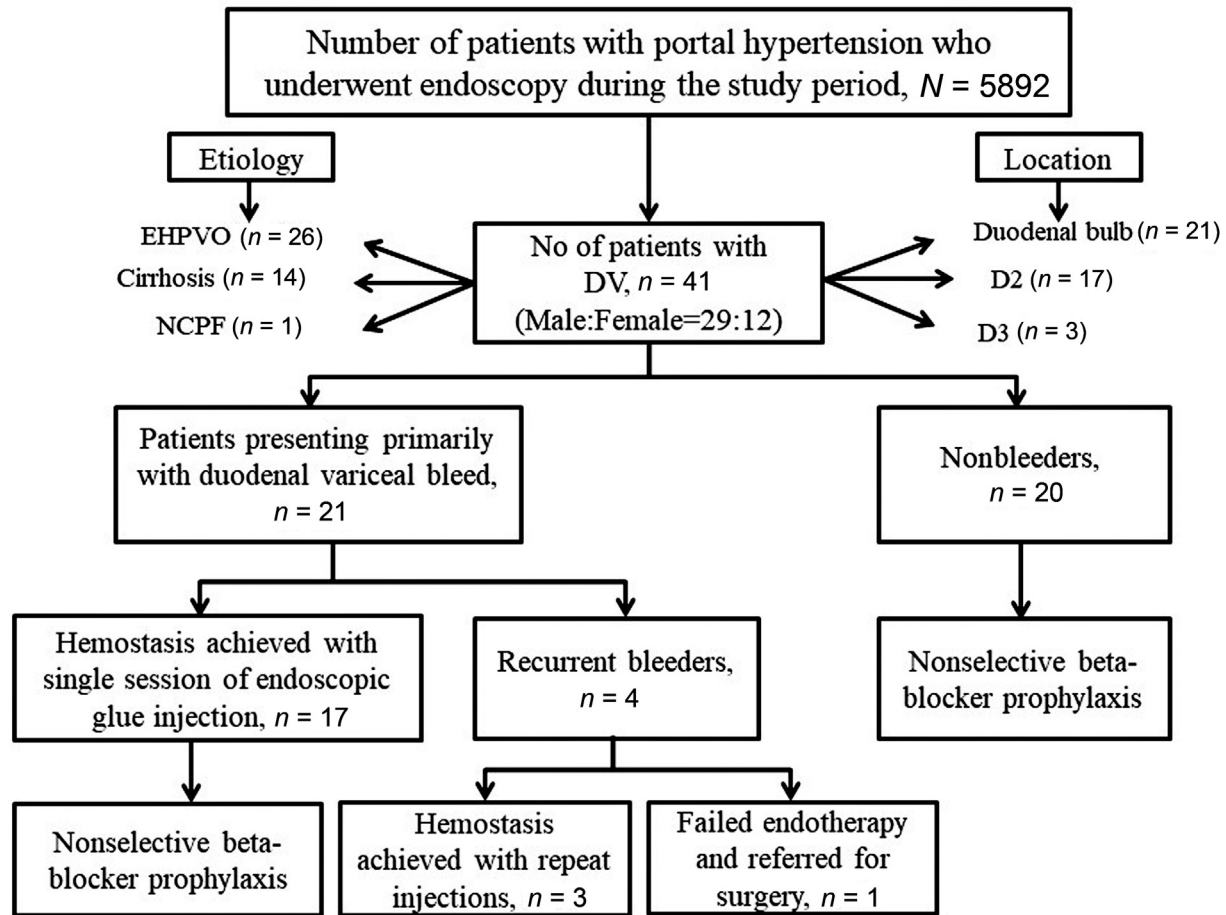 Number of patients with portal hypertension who
underwent endoscopy during the study period, N = 5892
Etiology
EHPVO (n = 26)
Cirrhosis (n = 14)
NCPF (n = 1)
No of patients with
DV, n = 41
(Male:Female=29:12)
Location
Duodenal bulb (n = 21)
D2 (n = 17)
D3 (n = 3)
Patients presenting primarily
with duodenal variceal bleed,
n = 21
Nonbleeders,
n = 20
Hemostasis achieved with
single session of endoscopic
glue injection, n = 17
Recurrent bleeders,
n = 4
Nonselective beta-
blocker prophylaxis
Nonselective beta-
blocker prophylaxis
Hemostasis
achieved with repeat
injections, n = 3
Failed endotherapy
and referred for
surgery, n = 1